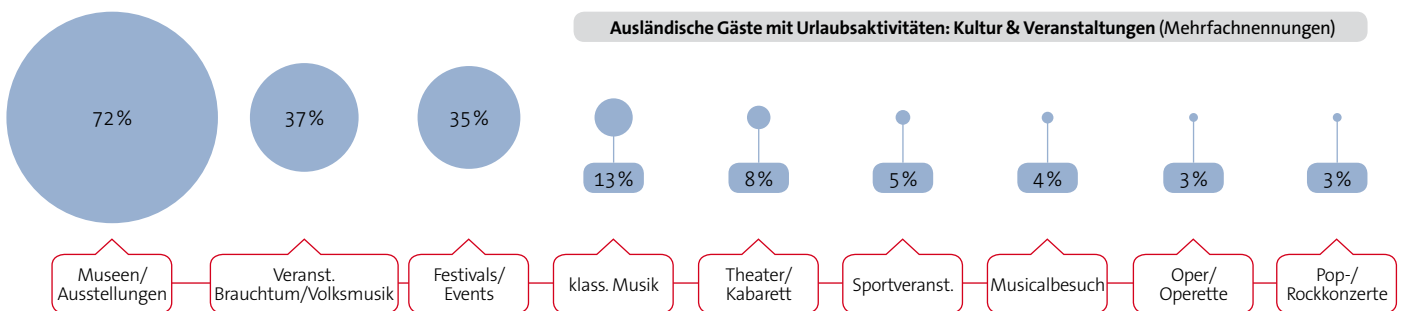 Ausländische Gäste mit Urlaubsaktivitäten: Kultur & Veranstaltungen (Mehrfachnennungen)
72%
37%
35%
13%
8%
5%
4%
3%
3%
Museen/
Ausstellungen
Veranst.
Brauchtum/Volksmusik
Festivals/
Events
klass. Musik
Theater/
Kabarett
Sportveranst.
Musicalbesuch
Oper/
Operette
Pop-/
Rockkonzerte